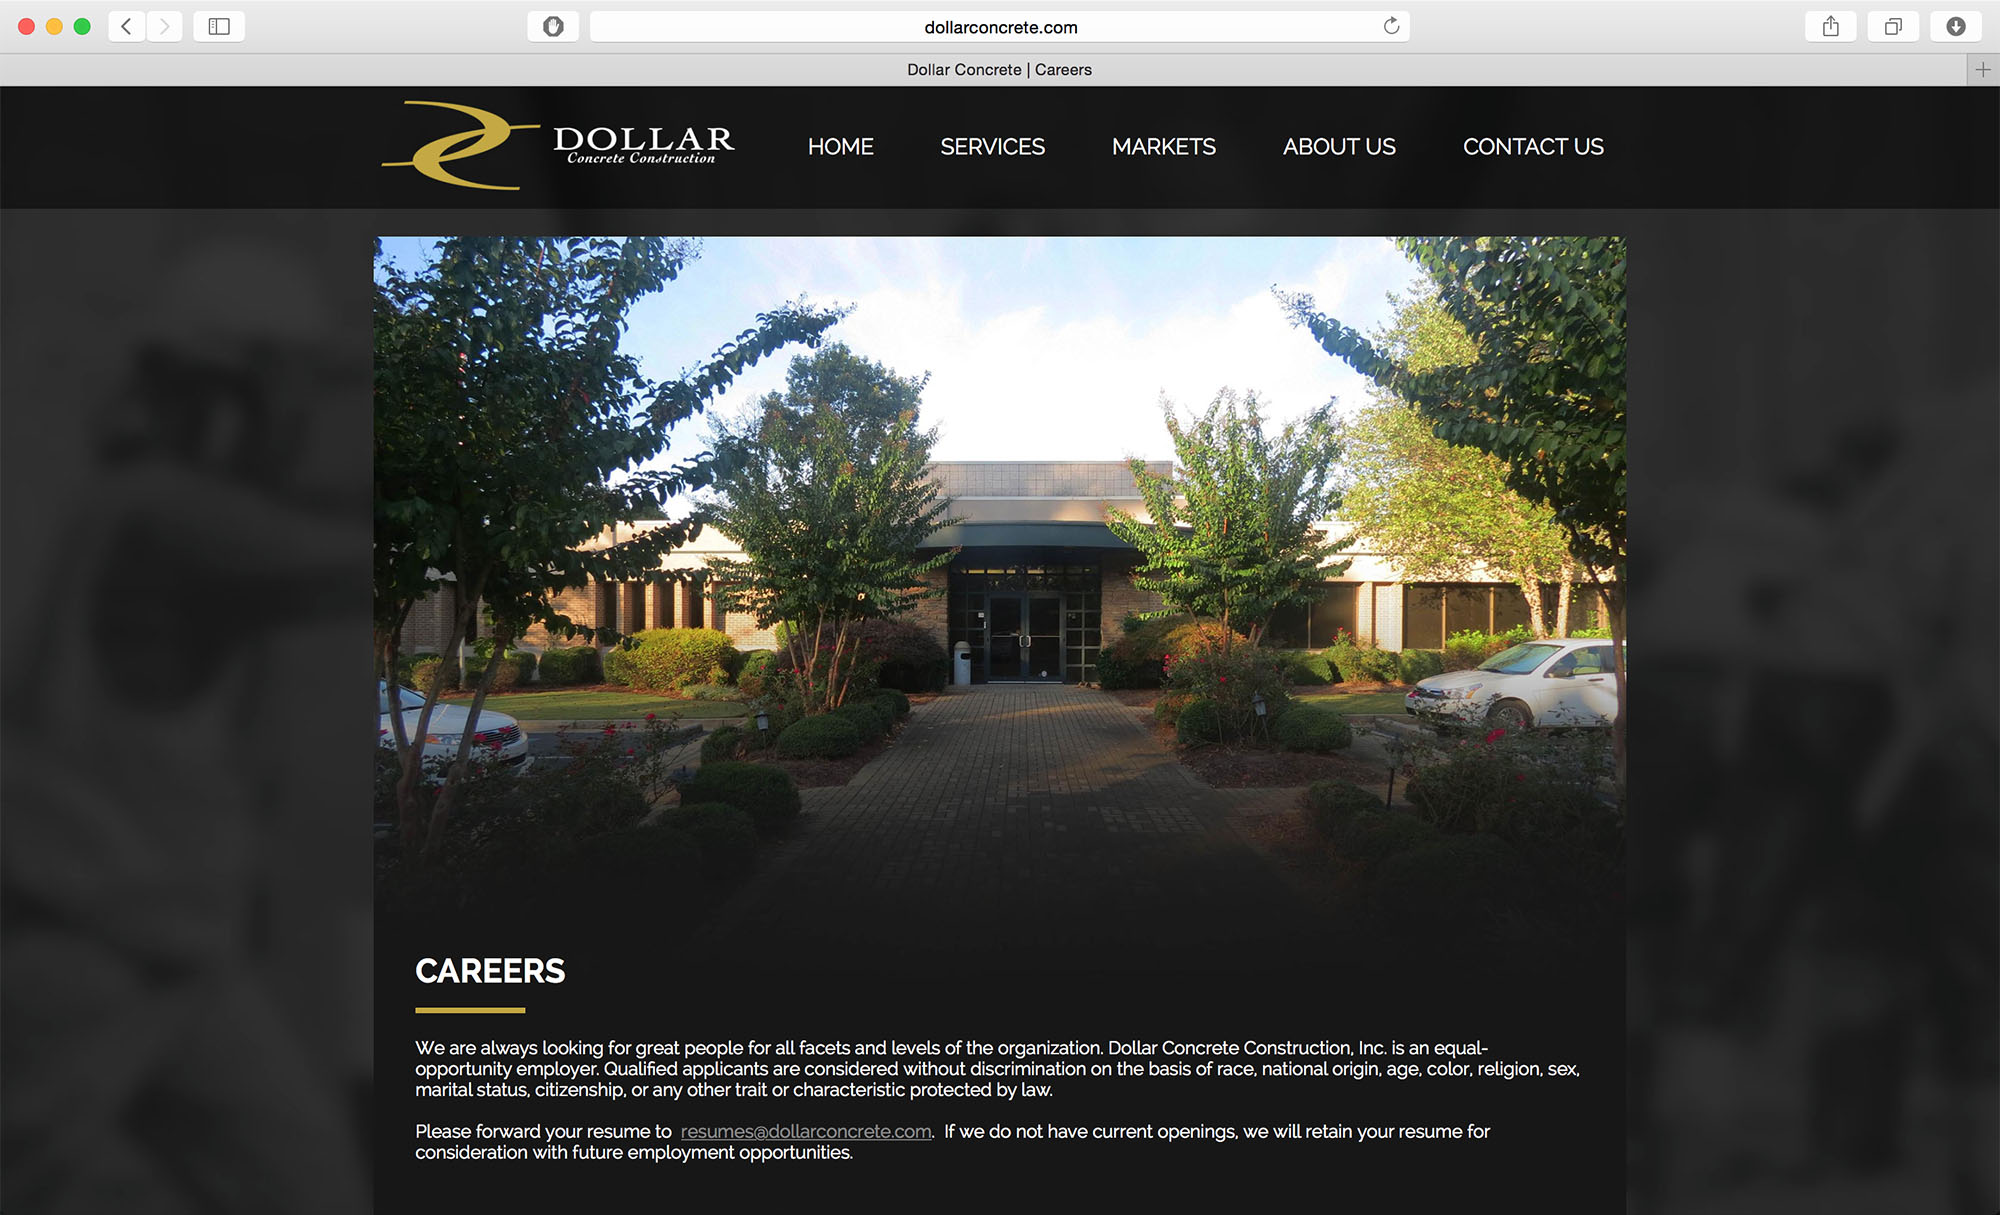 dollarconcrete.com
Dollar Concrete | Careers
DOLLAR
Concrete Construction
HOME SERVICES MARKETS ABOUT US CONTACT US
CAREERS
We are always looking for great people for all facets and levels of the organization. Dollar Concrete Construction, Inc. is an equal-
opportunity employer. Qualified applicants are considered without discrimination on the basis of race, national origin, age, color, religion, sex,
marital status, citizenship, or any other trait or characteristic protected by law.
Please forward your resume to resumes@dollarconcrete.com. If we do not have current openings, we will retain your resume for
consideration with future employment opportunities.